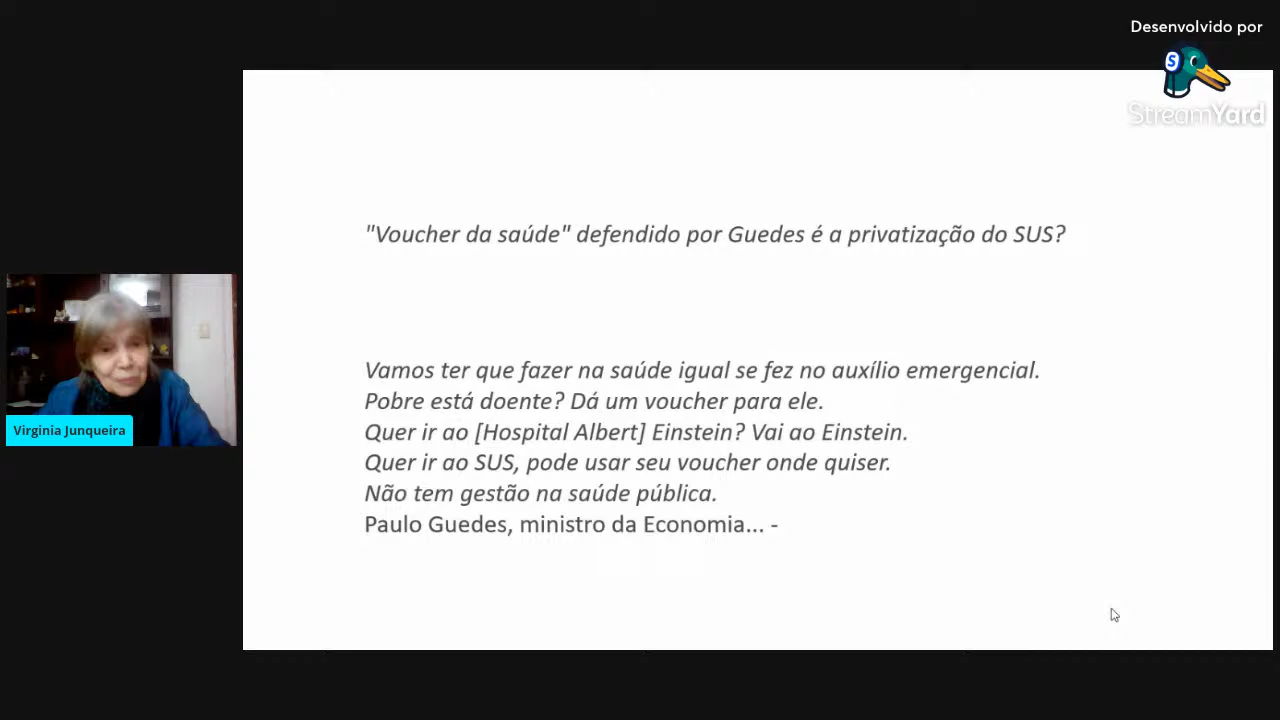 Desenvolvido por
S
StreamYard
"Voucher da saúde" defendido por Guedes é a privatização do SUS?
Vamos ter que fazer na saúde igual se fez no auxílio emergencial.
Pobre está doente? Dá um voucher para ele.
Quer ir ao [Hospital Albert] Einstein? Vai ao Einstein.
Quer ir ao SUS, pode usar seu voucher onde quiser.
Não tem gestão na saúde pública.
Paulo Guedes, ministro da Economia... -
Virginia Junqueira